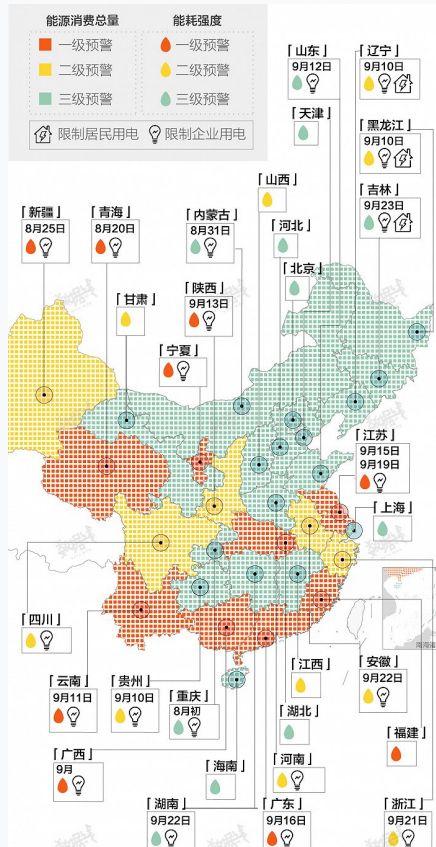 能源消费总量
能耗强度
一级预警
一级预警
二级预警
二级预警
三级预警
三级预警
限制居民用电
限制企业用电
「山东」
9月12日
「辽宁」
9月10日
「天津」
「黑龙江」
9月10日
「山西」
「吉林」
9月23日
「新疆」
8月25日
「青海」
8月20日
「内蒙古」
8月31日
「河北」
「北京」
「甘肃」
「陕西」
9月13日
「宁夏」
「江苏」
9月15日
9月19日
「上海」
「四川」
「云南」
9月11日
「贵州」
9月10日
「重庆」
8月初
「江西」
「安徽」
9月22日
「湖北」
「福建」
「广西」
9月
「海南」
「河南」
「湖南」
9月22日
「广东」
9月16日
「浙江」
9月21日
南海诸